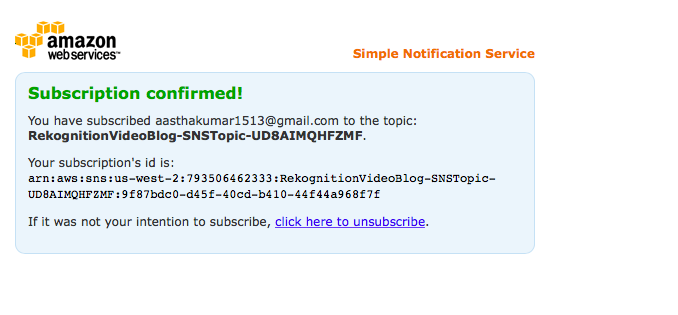 amazon
web services™
Simple Notification Service
Subscription confirmed!
You have subscribed aasthakumar1513@gmail.com to the topic:
RekognitionVideoBlog-SNSTopic-UD8AIMQHFZMF.
Your subscription's id is:
arn:aws:sns:us-west-2:793506462333:RekognitionVideoBlog-SNSTopic-
UD8AIMQHFZMF:9f87bdc0-d45f-40cd-b410-44f44a968f7f
If it was not your intention to subscribe, click here to unsubscribe.